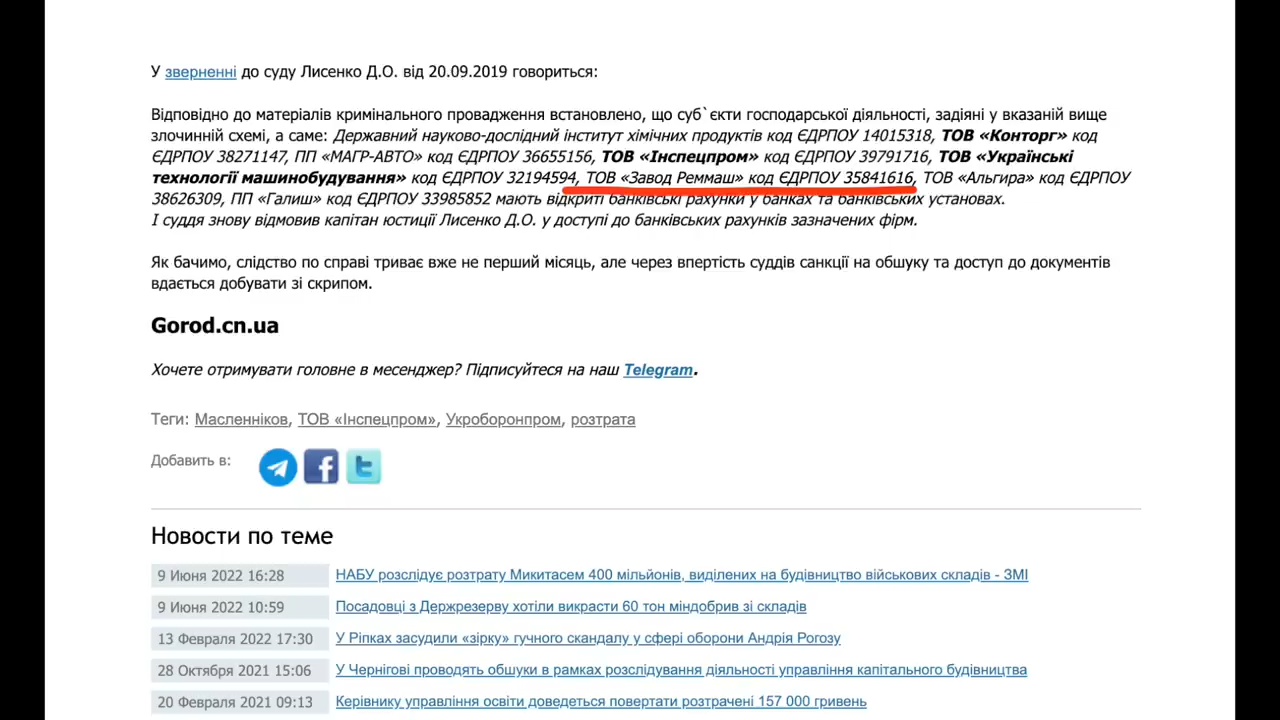 У зверненні до суду Лисенко Д.О. від 20.09.2019 говориться:
Відповідно до матеріалів кримінального провадження встановлено, що суб`єкти господарської діяльності, задіяні у вказаній вище
злочинній схемі, а саме: Державний науково-дослідний інститут хімічних продуктів код ЄДРПОУ 14015318, ТОВ «Конторг» код
ЄДРПОУ 38271147, ПП «МАГР-АВТО» код ЄДРПОУ 36655156, ТОВ «Інспецпром» код ЄДРПОУ 39791716, ТОВ «Українські
технології машинобудування» код ЄДРПОУ 32194594, ТОВ «Завод Реммаш» код ЄДРПОУ 35841616, ТОВ «Альгира» код ЄДРПОУ
38626309, ПП «Галиш» код ЄДРПОУ 33985852 мають відкриті банківські рахунки у банках та банківських установах.
І суддя знову відмовив капітан юстиції Лисенко Д.О. у доступі до банківських рахунків зазначених фірм.
Як бачимо, слідство по справі триває вже не перший місяць, але через впертість суддів санкції на обшуку та доступ до документів
вдається добувати зі скрипом.
Gorod.cn.ua
Хочете отримувати головне в месенджер? Підписуйтеся на наш Telegram.
Теги: Масленніков, ТОВ «Інспецпром», Укроборонпром, розтрата
Добавить в:
Новости по теме
9 Июня 2022 16:28 НАБУ розслідує розтрату Микитасем 400 мільйонів, виділених на будівництво військових складів - ЗМІ
9 Июня 2022 10:59 Посадовці з Держрезерву хотіли викрасти 60 тон міндобрив зі складів
13 Февраля 2022 17:30 У Ріпках засудили «зірку» гучного скандалу у сфері оборони Андрія Рогозу
28 Октября 2021 15:06 У Чернігові проводять обшуки в рамках розслідування діяльності управління капітального будівництва
20 Февраля 2021 09:13 Керівнику управління освіти доведеться повертати розтрачені 157 000 гривень